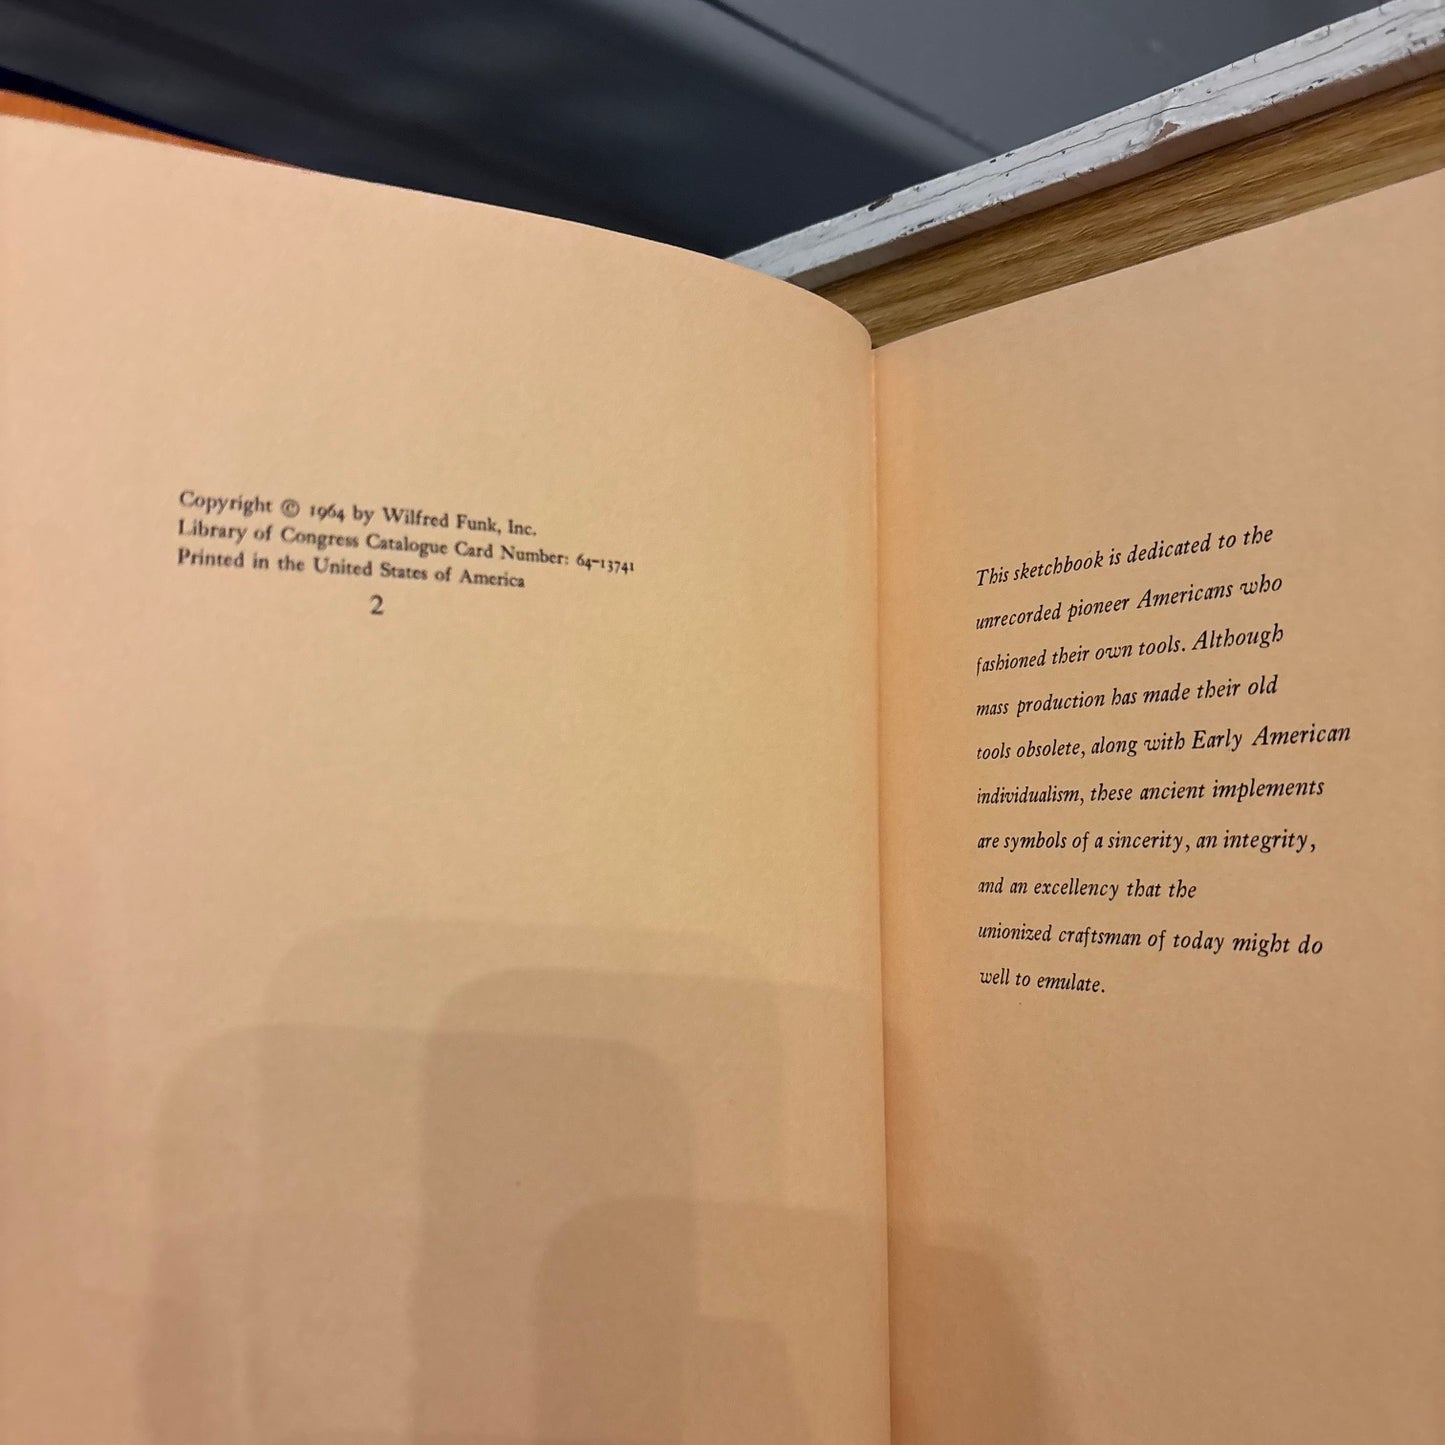 Copyright © 1964 by Wilfred Funk, Inc.
Library of Congress Catalogue Card Number: 64-13741
Printed in the United States of America
2
This sketchbook is dedicated to the
unrecorded pioneer Americans who
fashioned their own tools. Although
mass production has made their old
tools obsolete, along with Early American
individualism, these ancient implements
are symbols of a sincerity, an integrity,
and an excellency that the
unionized craftsman of today might do
well to emulate.